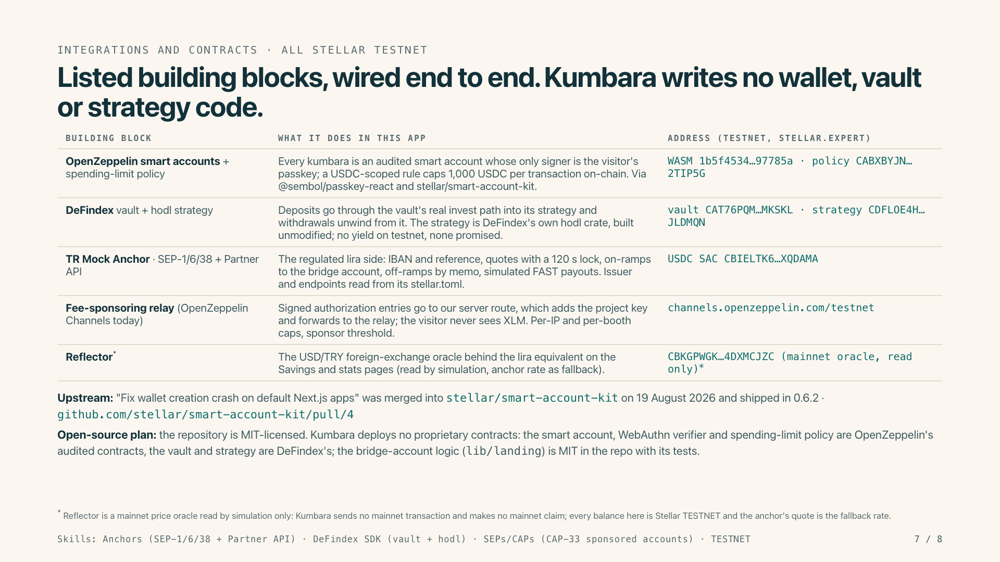 INTEGRATIONS AND CONTRACTS · ALL STELLAR TESTNET
Listed building blocks, wired end to end. Kumbara writes no wallet, vault
or strategy code.
BUILDING BLOCK
WHAT IT DOES IN THIS APP
ADDRESS (TESTNET, STELLAR.EXPERT)
OpenZeppelin smart accounts +
spending-limit policy
Every kumbara is an audited smart account whose only signer is the visitor's
passkey; a USDC-scoped rule caps 1,000 USDC per transaction on-chain. Via
@sembol/passkey-react and stellar/smart-account-kit.
WASM 1b5f4534…97785a · policy CABXBYJN…
2TIP5G
DeFindex vault + hodl strategy
Deposits go through the vault's real invest path into its strategy and
withdrawals unwind from it. The strategy is DeFindex's own hodl crate, built
unmodified; no yield on testnet, none promised.
vault CAT76PQM…MKSKL · strategy CDFLOE4H…
JLDMQN
TR Mock Anchor · SEP-1/6/38 + Partner
API
The regulated lira side: IBAN and reference, quotes with a 120 s lock, on-ramps
to the bridge account, off-ramps by memo, simulated FAST payouts. Issuer
and endpoints read from its stellar.toml.
USDC SAC CBIELTK6…XQDAMA
Fee-sponsoring relay (OpenZeppelin
Channels today)
Signed authorization entries go to our server route, which adds the project key
and forwards to the relay; the visitor never sees XLM. Per-IP and per-booth
caps, sponsor threshold.
channels.openzeppelin.com/testnet
Reflector*
The USD/TRY foreign-exchange oracle behind the lira equivalent on the
Savings and stats pages (read by simulation, anchor rate as fallback).
CBKGPWGK…4DXMCJZC (mainnet oracle, read
only)*
Upstream: "Fix wallet creation crash on default Next.js apps" was merged into stellar/smart-account-kit on 19 August 2026 and shipped in 0.6.2 ·
github.com/stellar/smart-account-kit/pull/4
Open-source plan: the repository is MIT-licensed. Kumbara deploys no proprietary contracts: the smart account, WebAuthn verifier and spending-limit policy are OpenZeppelin's
audited contracts, the vault and strategy are DeFindex's; the bridge-account logic (lib/landing) is MIT in the repo with its tests.
* Reflector is a mainnet price oracle read by simulation only: Kumbara sends no mainnet transaction and makes no mainnet claim; every balance here is Stellar TESTNET and the anchor's quote is the fallback rate.
Skills: Anchors (SEP-1/6/38 + Partner API) · DeFindex SDK (vault + hodl) · SEPs/CAPs (CAP-33 sponsored accounts) · TESTNET
7 / 8